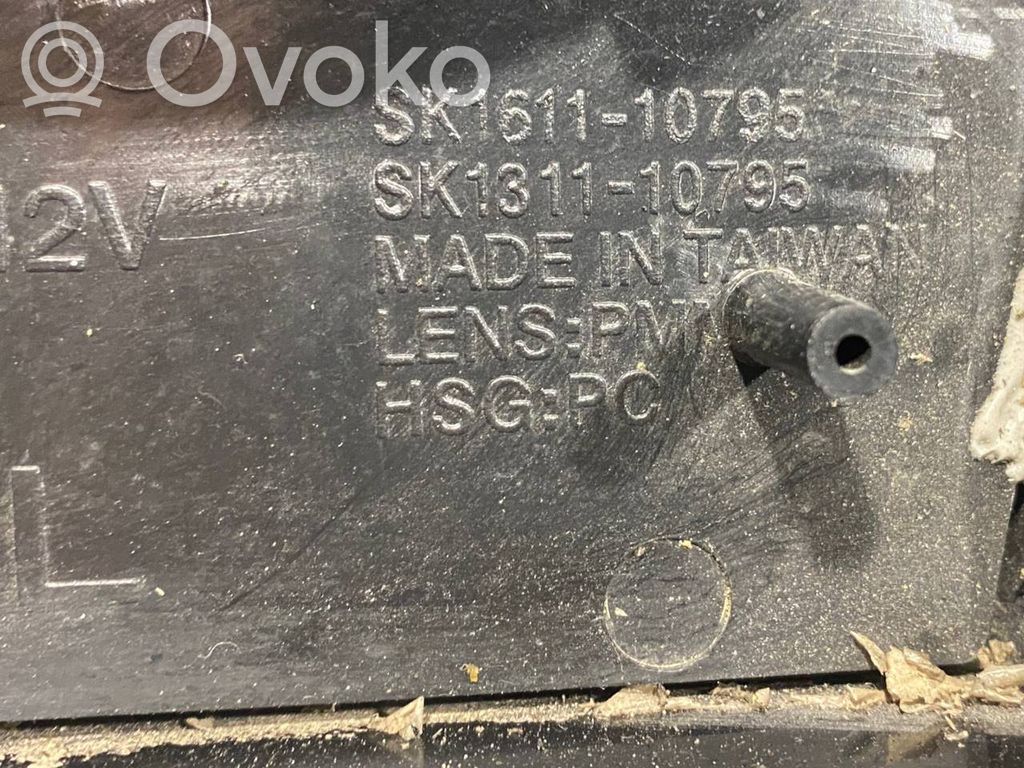 Ovoko
SK1611-10795
SK1311-10795
12V
MADE IN TAIWAN
LENS:PM
HSG:PC
L